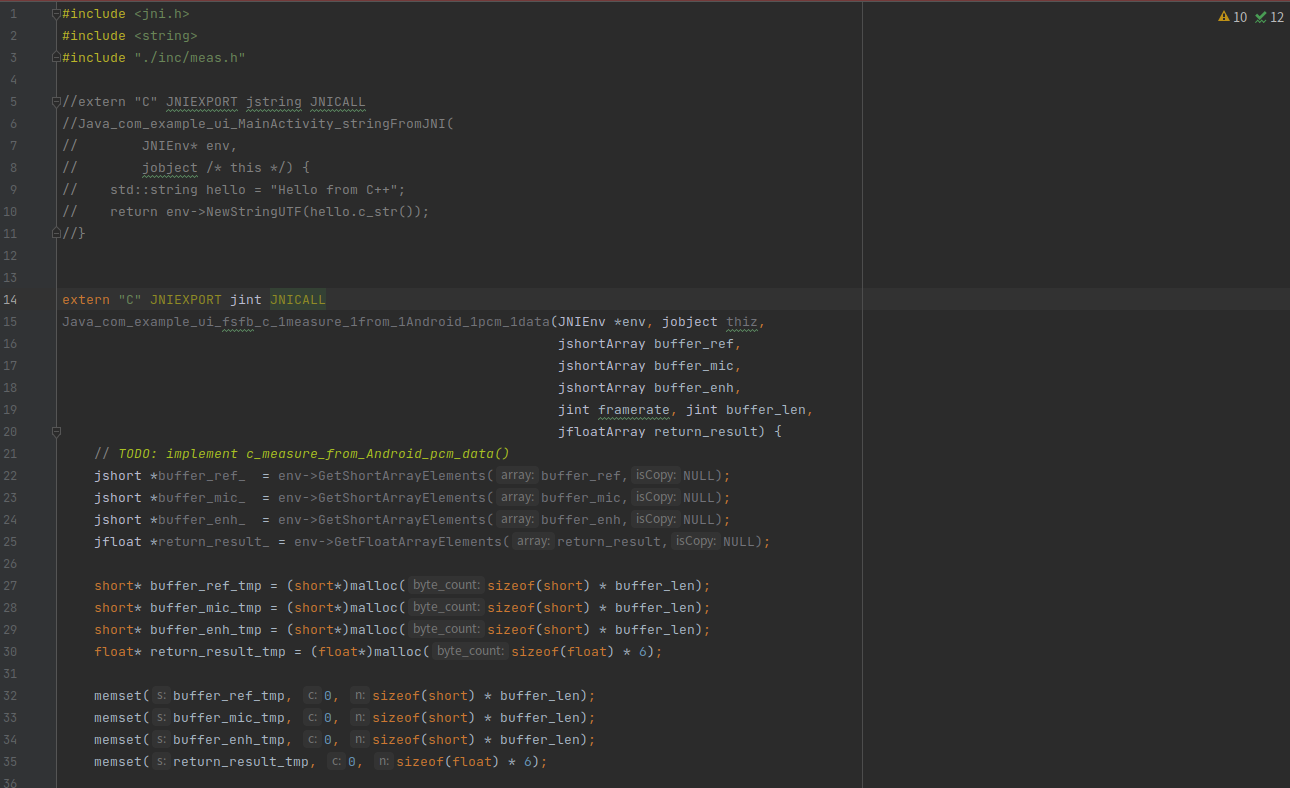 ⚠ 10 ✓ 12
1 #include <jni.h>
2 #include <string>
3 #include "./inc/meas.h"
4
5 //extern "C" JNIEXPORT jstring JNICALL
6 //Java_com_example_ui_MainActivity_stringFromJNI(
7 //        JNIEnv* env,
8 //        jobject /* this */) {
9 //    std::string hello = "Hello from C++";
10 //    return env->NewStringUTF(hello.c_str());
11 //}
12
13
14 extern "C" JNIEXPORT jint JNICALL
15 Java_com_example_ui_fsfb_c_1measure_1from_1Android_1pcm_1data(JNIEnv *env, jobject thiz,
16 jshortArray buffer_ref,
17 jshortArray buffer_mic,
18 jshortArray buffer_enh,
19 jint framerate, jint buffer_len,
20 jfloatArray return_result) {
21     // TODO: implement c_measure_from_Android_pcm_data()
22     jshort *buffer_ref_  = env->GetShortArrayElements( array: buffer_ref, isCopy: NULL);
23     jshort *buffer_mic_  = env->GetShortArrayElements( array: buffer_mic, isCopy: NULL);
24     jshort *buffer_enh_  = env->GetShortArrayElements( array: buffer_enh, isCopy: NULL);
25     jfloat *return_result_ = env->GetFloatArrayElements( array: return_result, isCopy: NULL);
26
27     short* buffer_ref_tmp = (short*)malloc( byte_count: sizeof(short) * buffer_len);
28     short* buffer_mic_tmp = (short*)malloc( byte_count: sizeof(short) * buffer_len);
29     short* buffer_enh_tmp = (short*)malloc( byte_count: sizeof(short) * buffer_len);
30     float* return_result_tmp = (float*)malloc( byte_count: sizeof(float) * 6);
31
32     memset( s: buffer_ref_tmp, c: 0, n: sizeof(short) * buffer_len);
33     memset( s: buffer_mic_tmp, c: 0, n: sizeof(short) * buffer_len);
34     memset( s: buffer_enh_tmp, c: 0, n: sizeof(short) * buffer_len);
35     memset( s: return_result_tmp, c: 0, n: sizeof(float) * 6);
36